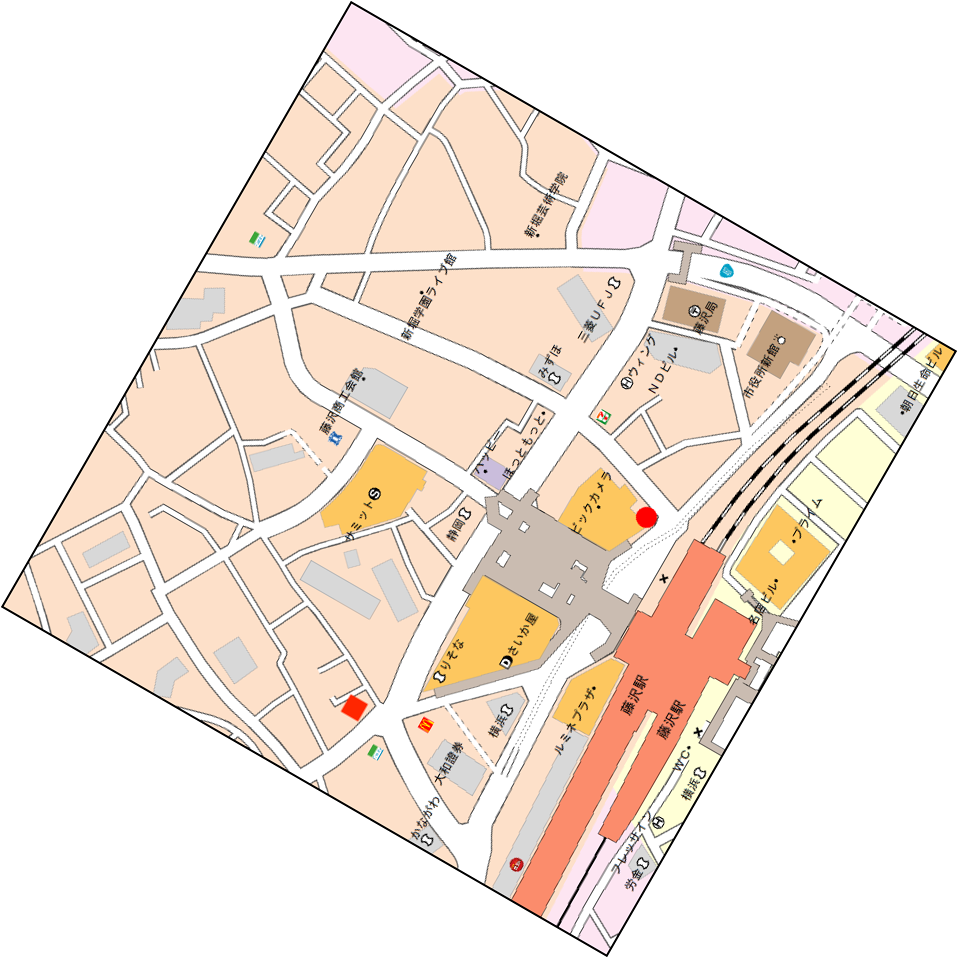 新堀芸術学院
新堀学園ライブ館
三菱UFJ
藤沢局
市役所新館
ウィング
NDビル
みずほ
藤沢商工会館
ほっともっと
ビックカメラ
サミット
静岡
朝日生命ビル
プライム
名店ビル
りそな
さいか屋
藤沢駅
藤沢駅
ルミネプラザ
横浜
大和證券
かながわ
WC
横浜
フレッサイン
労金